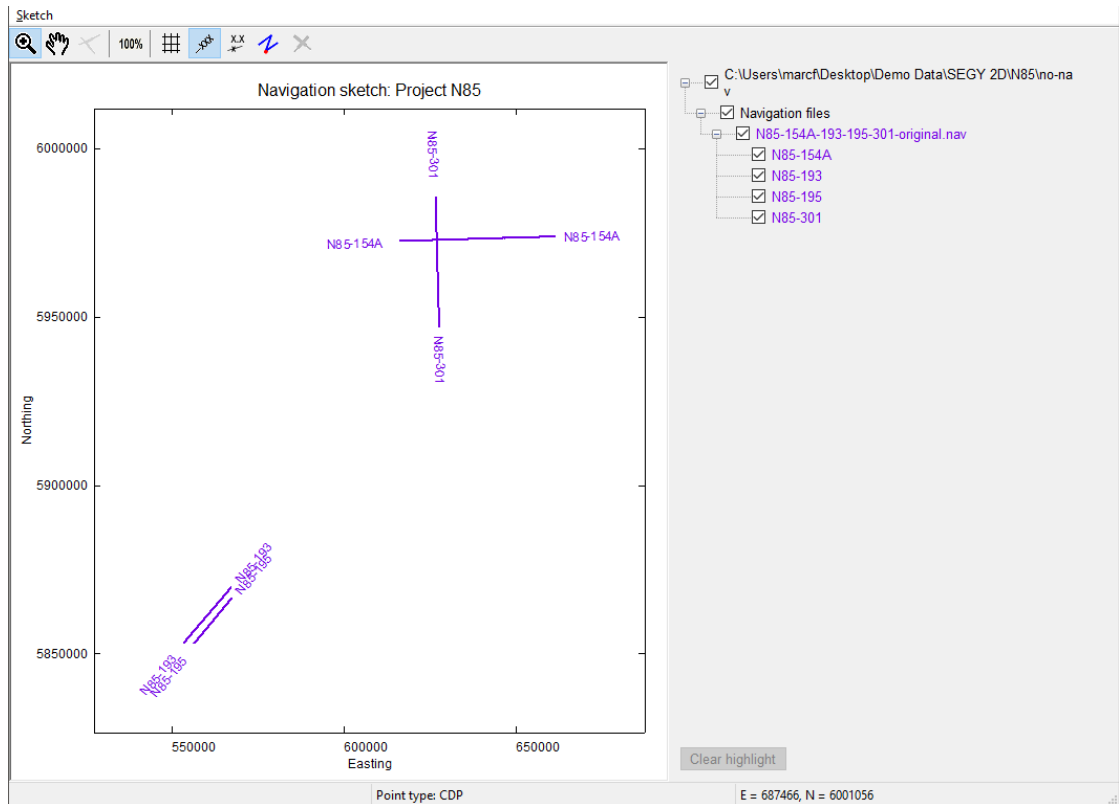 Sketch
100%
X.X
Navigation sketch: Project N85
6000000
5950000
5900000
5850000
Northing
N85-301
N85-154A
N85-154A
N85-301
N85-193
N85-195
N85-193
N85-195
550000
600000
650000
Easting
C:\Users\marcf\Desktop\Demo Data\SEGY 2D\N85\no-na
v
Navigation files
N85-154A-193-195-301-original.nav
N85-154A
N85-193
N85-195
N85-301
Clear highlight
Point type: CDP
E = 687466, N = 6001056